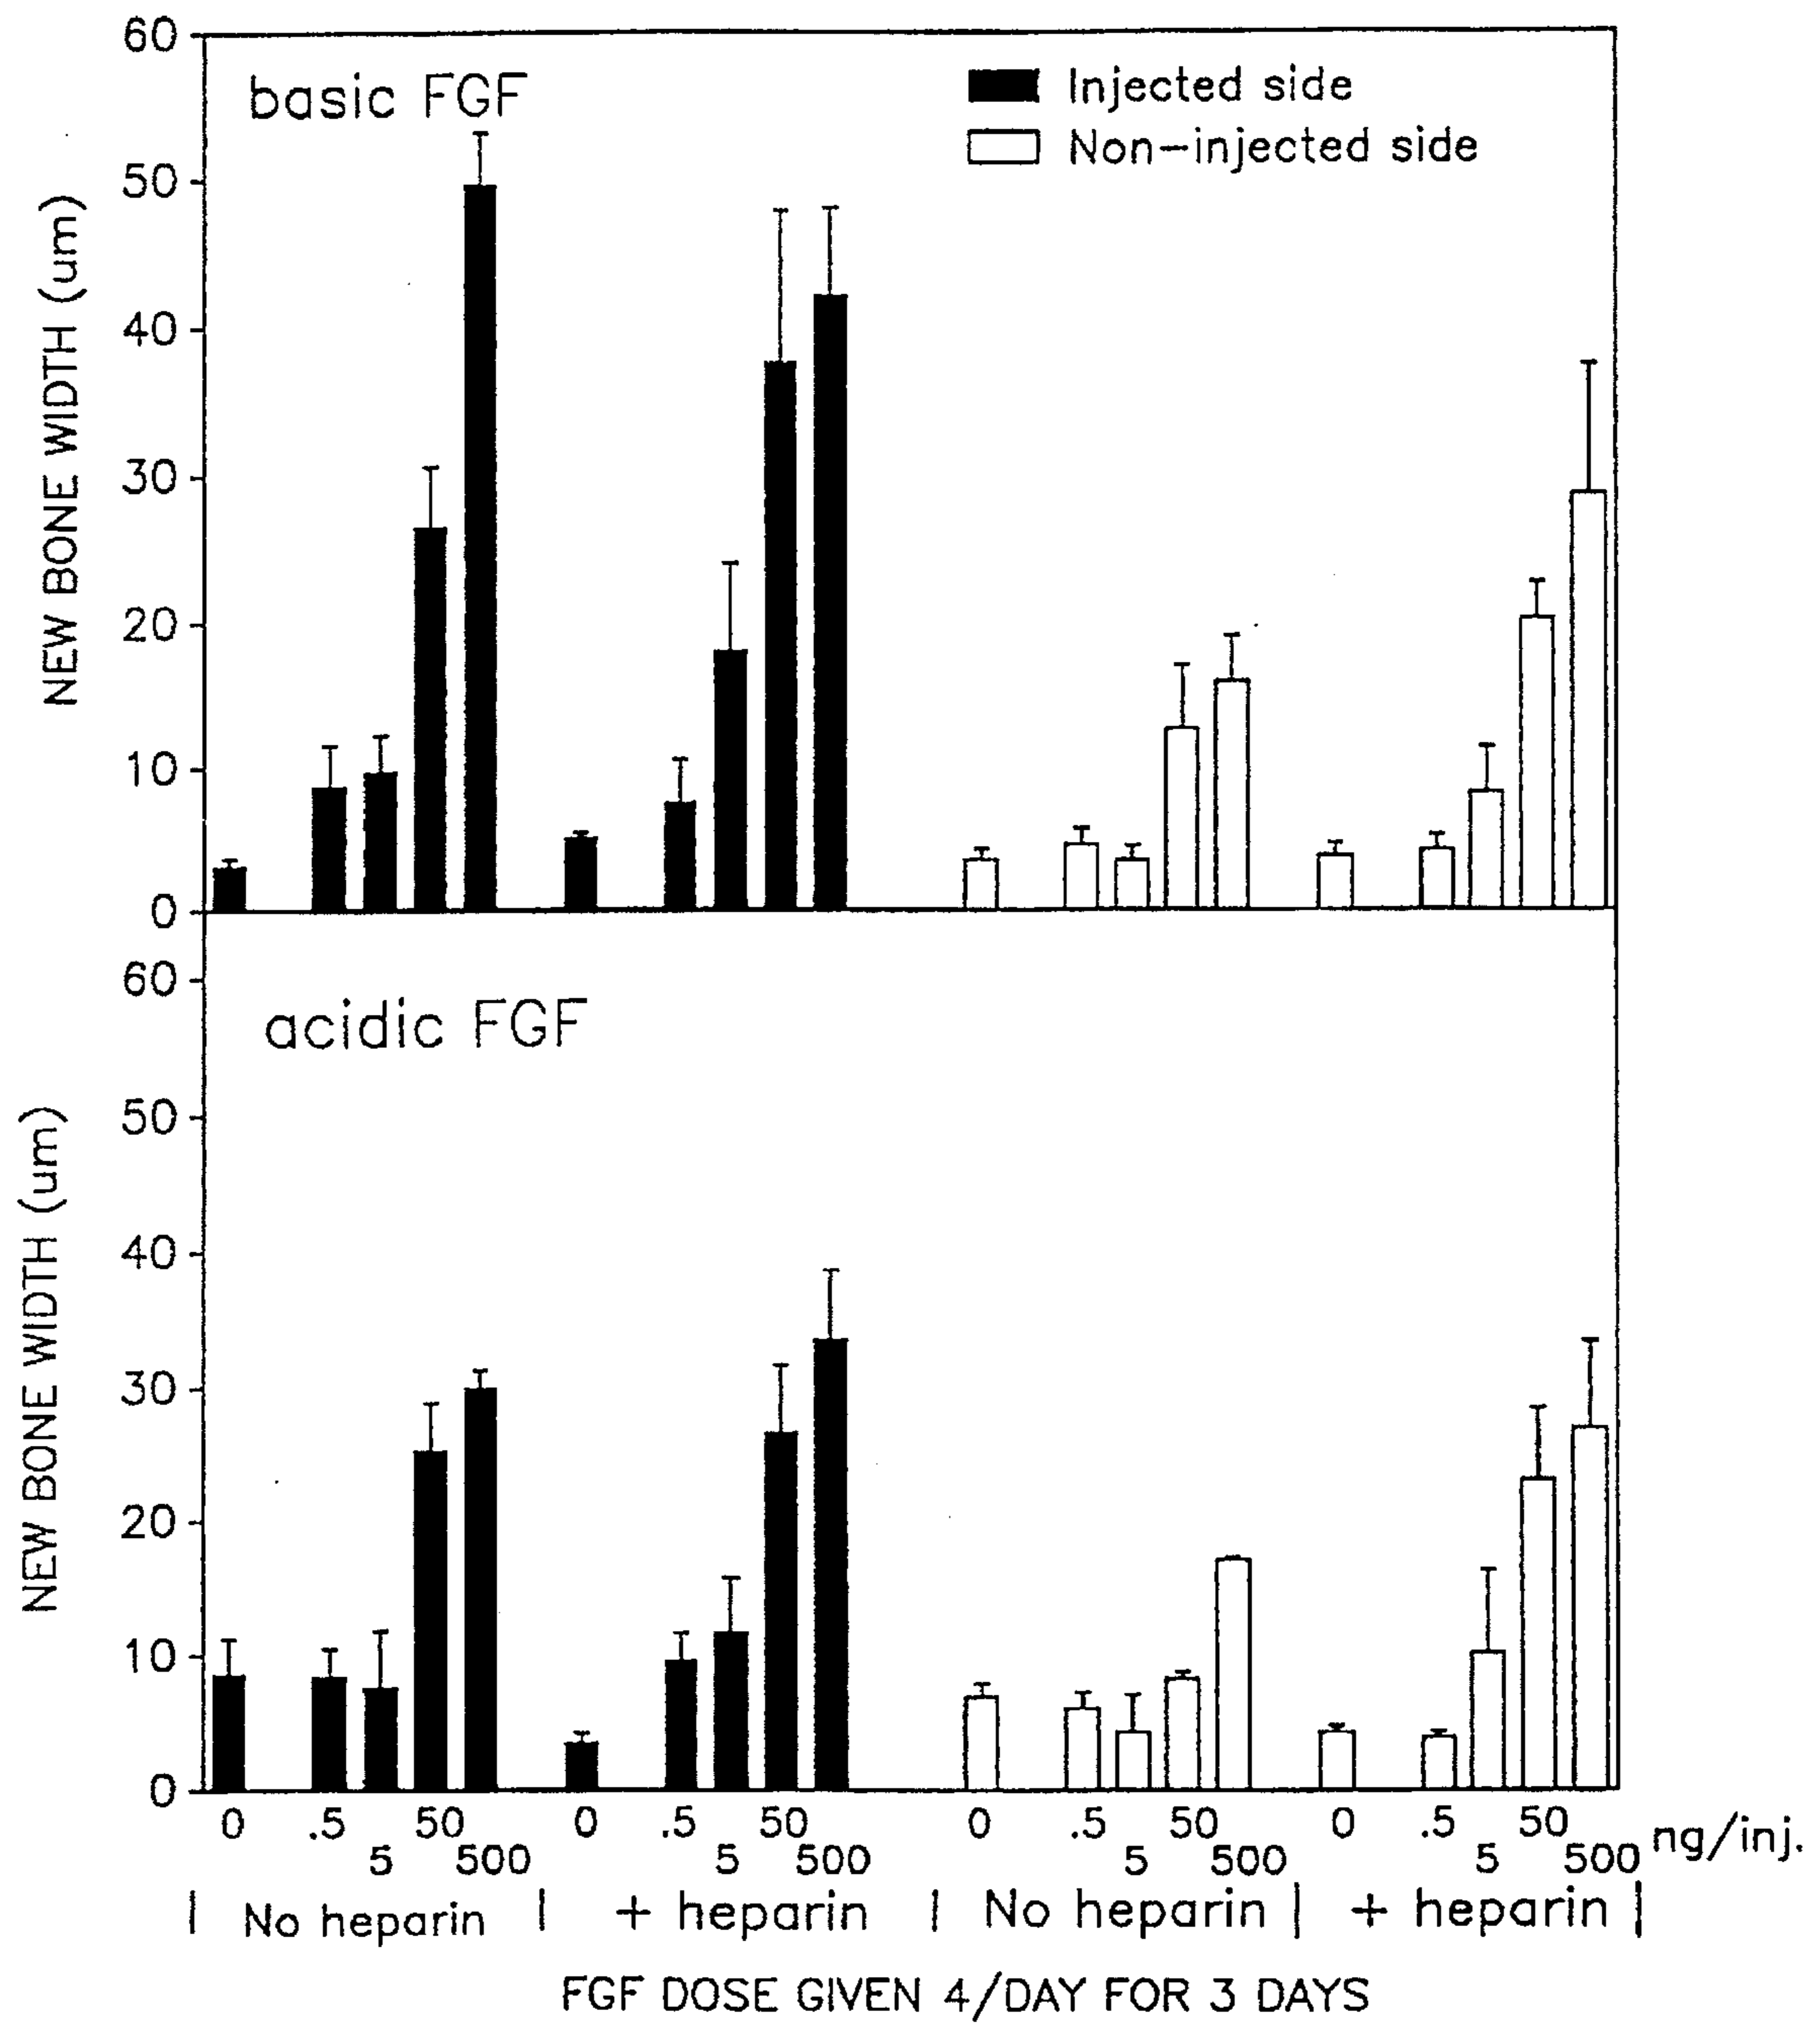 60
basic FGF
Injected side
Non-injected side
50
40
30
20
10
0
NEW BONE WIDTH (um)
60
acidic FGF
50
40
30
20
10
0
NEW BONE WIDTH (um)
0 .5 50 0 .5 50 0 .5 50 0 .5 50
5 500 5 500 5 500 5 500 ng/inj.
| No heparin | + heparin | No heparin | + heparin |
FGF DOSE GIVEN 4/DAY FOR 3 DAYS